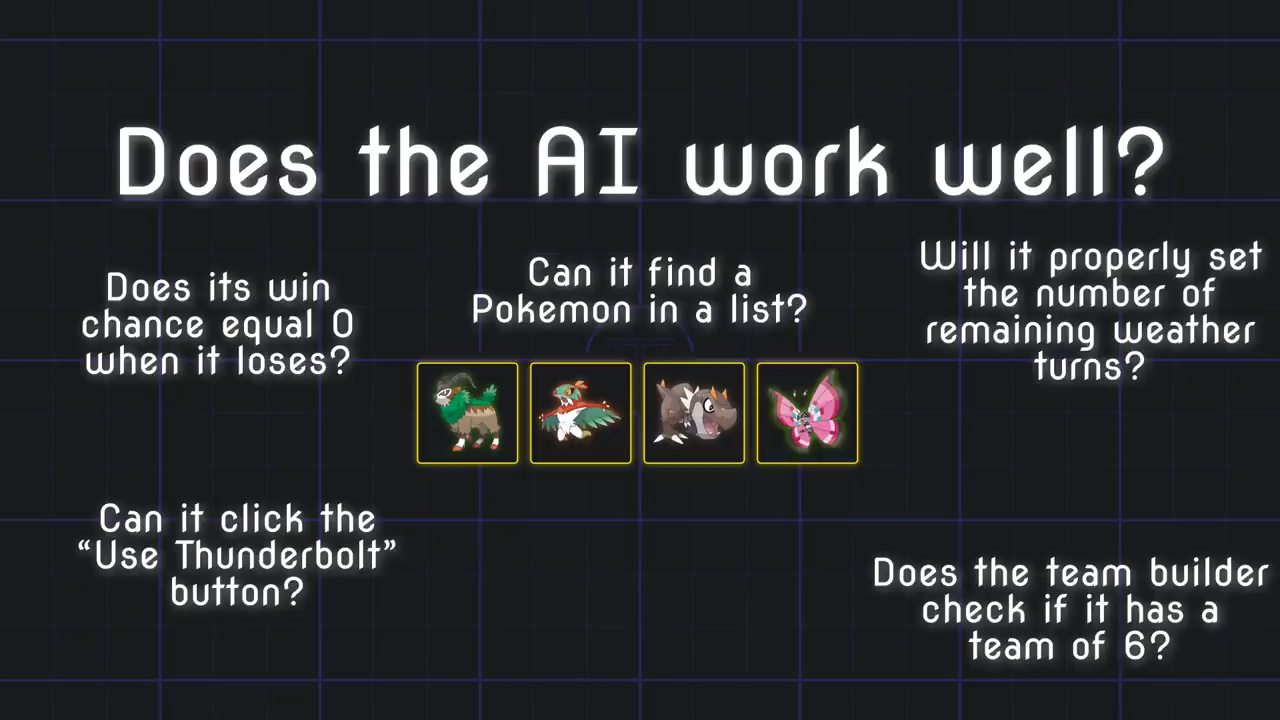 Does the AI work well?
Does its win
chance equal 0
when it loses?
Can it find a
Pokemon in a list?
Will it properly set
the number of
remaining weather
turns?
Can it click the
“Use Thunderbolt”
button?
Does the team builder
check if it has a
team of 6?